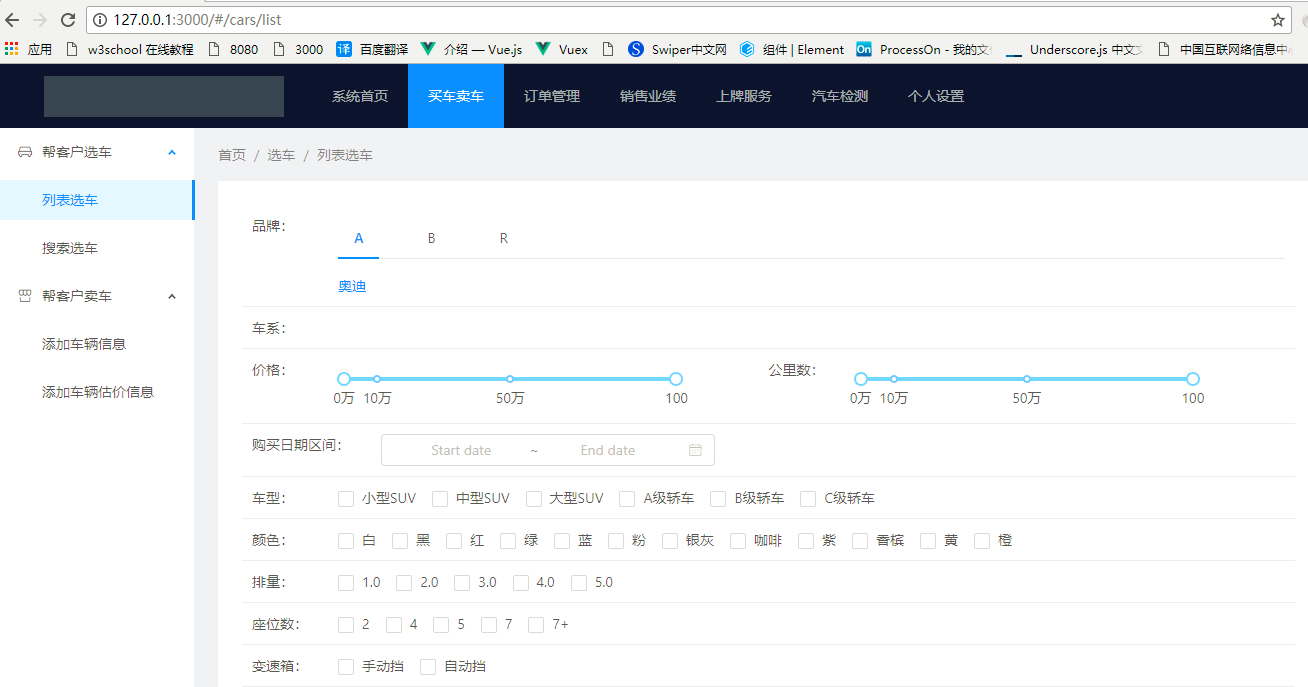 127.0.0.1:3000/#/cars/list
应用 w3school 在线教程 8080 3000 译 百度翻译 介绍 — Vue.js Vuex S Swiper中文网 组件 | Element On ProcessOn - 我的文 Underscore.js 中文文 中国互联网络信息中心
系统首页 买车卖车 订单管理 销售业绩 上牌服务 汽车检测 个人设置
帮客户选车
列表选车
搜索选车
帮客户卖车
添加车辆信息
添加车辆估价信息
首页 / 选车 / 列表选车
品牌: A B R
奥迪
车系:
价格: 0万 10万 50万 100 公里数: 0万 10万 50万 100
购买日期区间: Start date ~ End date
车型: 小型SUV 中型SUV 大型SUV A级轿车 B级轿车 C级轿车
颜色: 白 黑 红 绿 蓝 粉 银灰 咖啡 紫 香槟 黄 橙
排量: 1.0 2.0 3.0 4.0 5.0
座位数: 2 4 5 7 7+
变速箱: 手动挡 自动挡